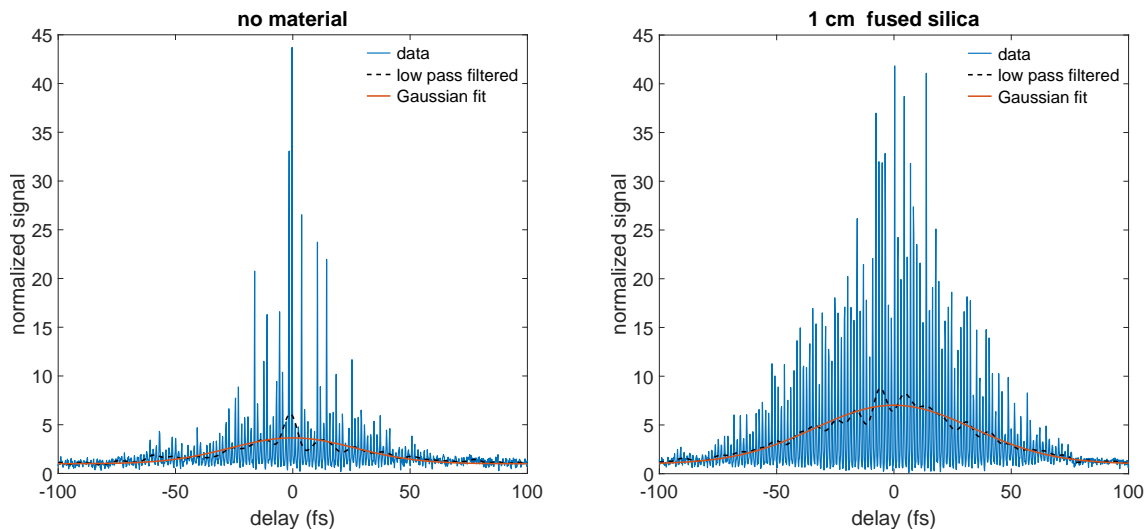 no material
45
40
35
30
25
20
15
10
5
0
-100
-50
0
50
100
normalized signal
delay (fs)
data
low pass filtered
Gaussian fit
1 cm  fused silica
45
40
35
30
25
20
15
10
5
0
-100
-50
0
50
100
normalized signal
delay (fs)
data
low pass filtered
Gaussian fit